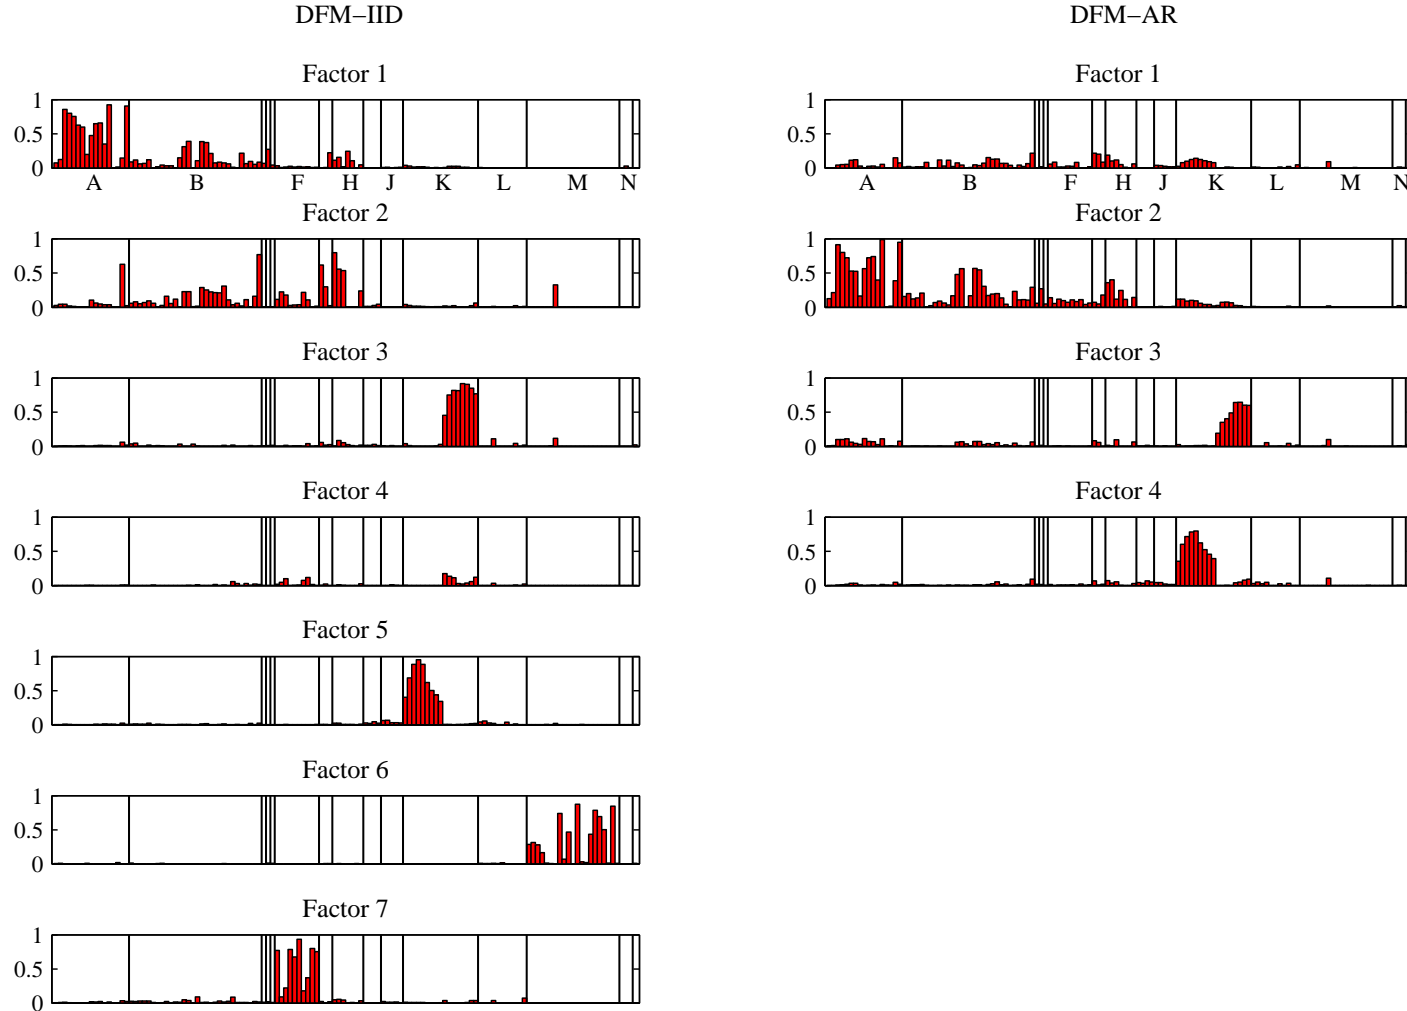 DFM−IID DFM−AR
Factor 1 Factor 1
1 1
0.5 0.5
0 0
A B F H J K L M N A B F H J K L M N
Factor 2 Factor 2
1 1
0.5 0.5
0 0
Factor 3 Factor 3
1 1
0.5 0.5
0 0
Factor 4 Factor 4
1 1
0.5 0.5
0 0
Factor 5
1
0.5
0
Factor 6
1
0.5
0
Factor 7
1
0.5
0